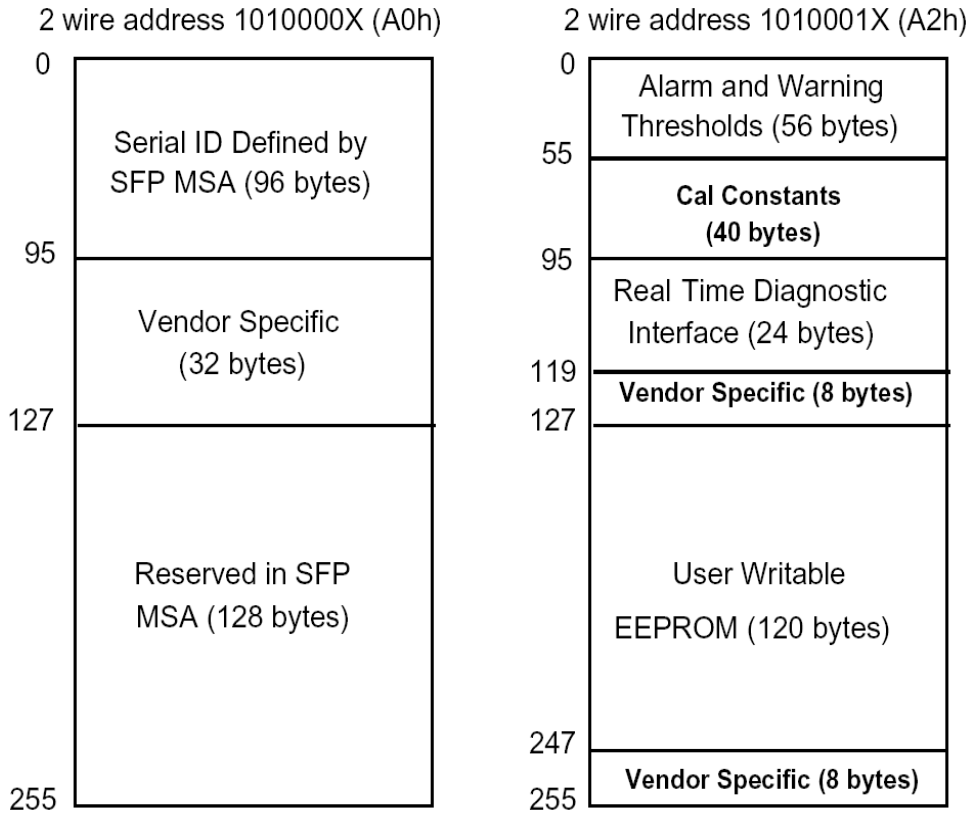 2 wire address 1010000X (A0h)
0
Serial ID Defined by
SFP MSA (96 bytes)
95
Vendor Specific
(32 bytes)
127
Reserved in SFP
MSA (128 bytes)
255
2 wire address 1010001X (A2h)
0
Alarm and Warning
Thresholds (56 bytes)
55
Cal Constants
(40 bytes)
95
Real Time Diagnostic
Interface (24 bytes)
119
Vendor Specific (8 bytes)
127
User Writable
EEPROM (120 bytes)
247
Vendor Specific (8 bytes)
255